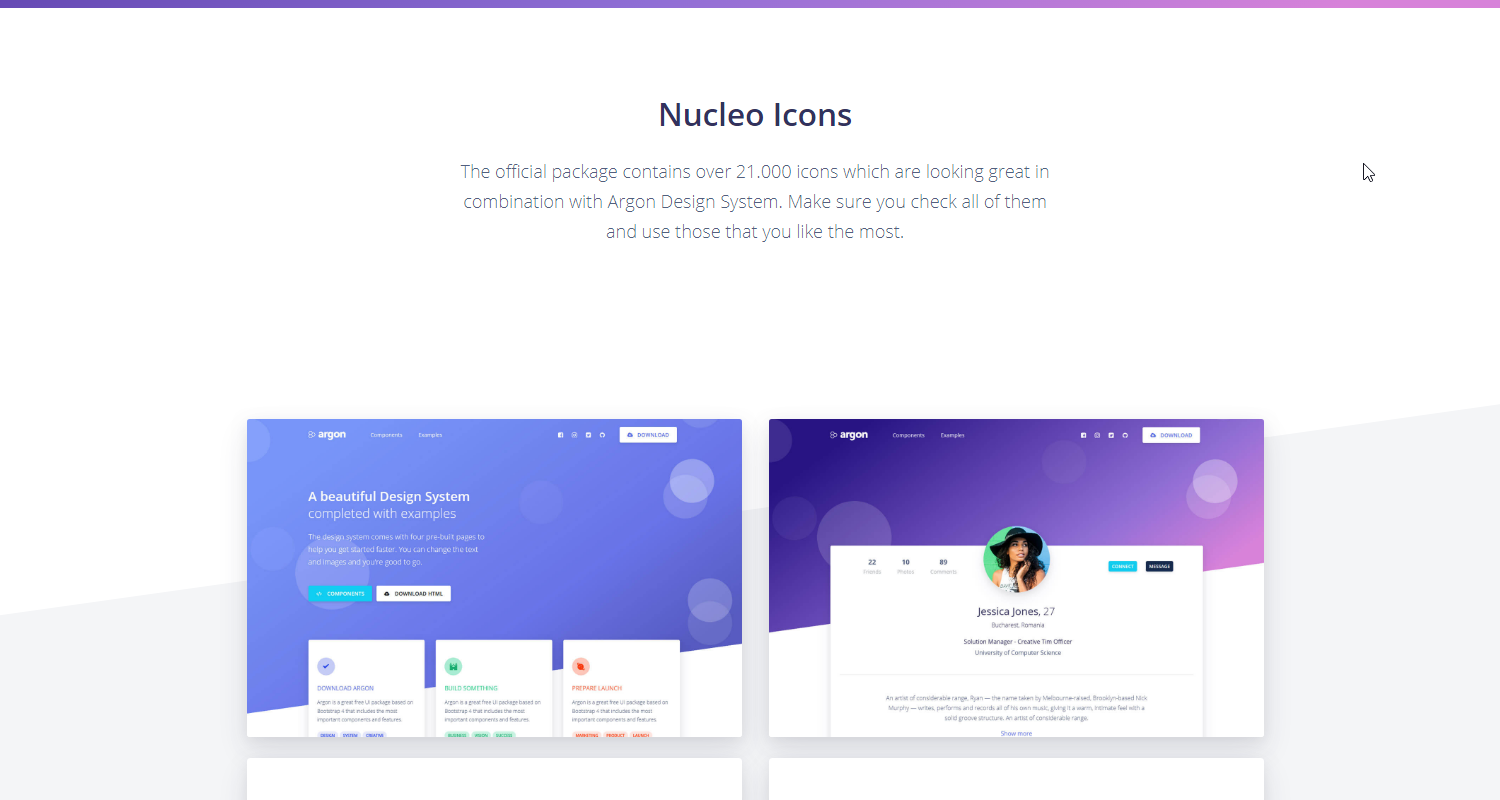 Nucleo Icons
The official package contains over 21.000 icons which are looking great in
combination with Argon Design System. Make sure you check all of them
and use those that you like the most.
argon
Components
Examples
DOWNLOAD
A beautiful Design System
completed with examples
The design system comes with four pre-built pages to
help you get started faster. You can change the text
and images and you're good to go.
COMPONENTS
DOWNLOAD HTML
DOWNLOAD ARGON
Argon is a great free UI package based on
Bootstrap 4 that includes the most
important components and features.
DESIGN
SYSTEM
CREATIVE
BUILD SOMETHING
Argon is a great free UI package based on
Bootstrap 4 that includes the most
important components and features.
BUSINESS
VISION
SUCCESS
PREPARE LAUNCH
Argon is a great free UI package based on
Bootstrap 4 that includes the most
important components and features.
MARKETING
PRODUCT
LAUNCH
argon
Components
Examples
DOWNLOAD
22
Friends
10
Photos
89
Comments
CONNECT
MESSAGE
Jessica Jones, 27
Bucharest, Romania
Solution Manager - Creative Tim Officer
University of Computer Science
An artist of considerable range, Ryan — the name taken by Melbourne-raised, Brooklyn-based Nick
Murphy — writes, performs and records all of his own music, giving it a warm, intimate feel with a
solid groove structure. An artist of considerable range.
Show more